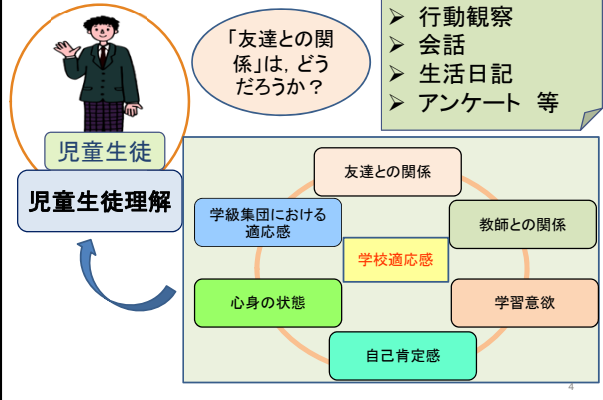 「友達との関
係」は，どう
だろうか？
➢ 行動観察
➢ 会話
➢ 生活日記
➢ アンケート　等
児童生徒
児童生徒理解
友達との関係
学級集団における
適応感
教師との関係
学校適応感
心身の状態
学習意欲
自己肯定感
4